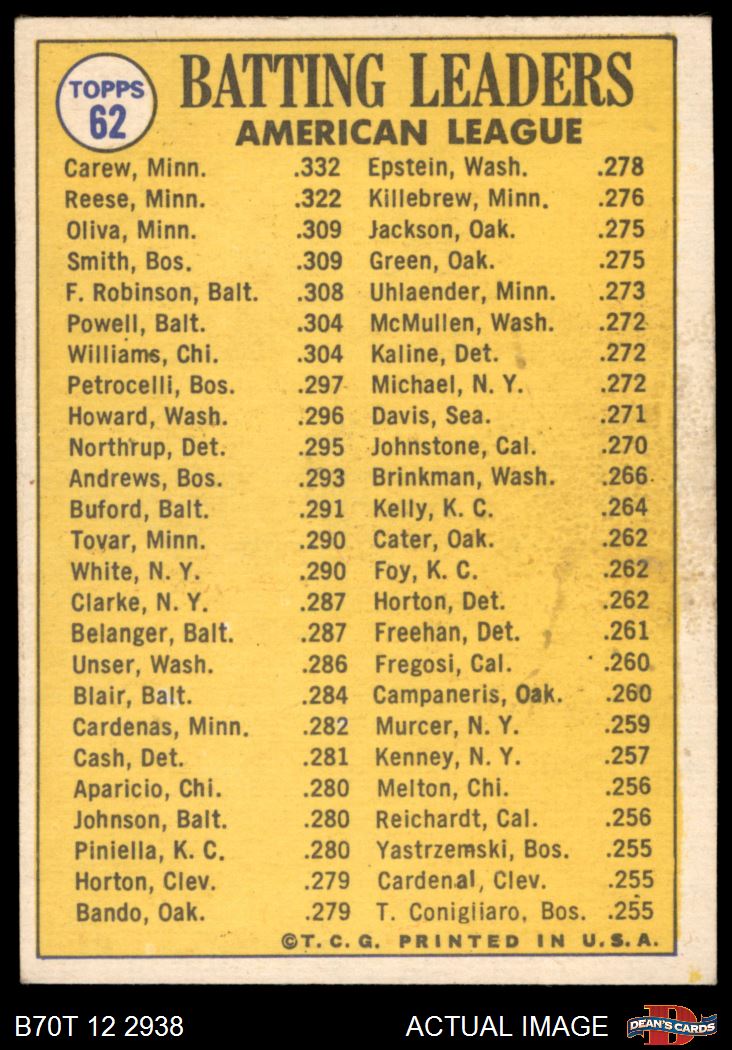 TOPPS
62
BATTING LEADERS
AMERICAN LEAGUE
Carew, Minn. .332 Epstein, Wash. .278
Reese, Minn. .322 Killebrew, Minn. .276
Oliva, Minn. .309 Jackson, Oak. .275
Smith, Bos. .309 Green, Oak. .275
F. Robinson, Balt. .308 Uhlaender, Minn. .273
Powell, Balt. .304 McMullen, Wash. .272
Williams, Chi. .304 Kaline, Det. .272
Petrocelli, Bos. .297 Michael, N. Y. .272
Howard, Wash. .296 Davis, Sea. .271
Northrup, Det. .295 Johnstone, Cal. .270
Andrews, Bos. .293 Brinkman, Wash. .266
Buford, Balt. .291 Kelly, K. C. .264
Tovar, Minn. .290 Cater, Oak. .262
White, N. Y. .290 Foy, K. C. .262
Clarke, N. Y. .287 Horton, Det. .262
Belanger, Balt. .287 Freehan, Det. .261
Unser, Wash. .286 Fregosi, Cal. .260
Blair, Balt. .284 Campaneris, Oak. .260
Cardenas, Minn. .282 Murcer, N. Y. .259
Cash, Det. .281 Kenney, N. Y. .257
Aparicio, Chi. .280 Melton, Chi. .256
Johnson, Balt. .280 Reichardt, Cal. .256
Piniella, K. C. .280 Yastrzemski, Bos. .255
Horton, Clev. .279 Cardenal, Clev. .255
Bando, Oak. .279 T. Conigliaro, Bos. .255
©T. C. G. PRINTED IN U.S.A.
B70T 12 2938 ACTUAL IMAGE
D
DEAN'S CARDS